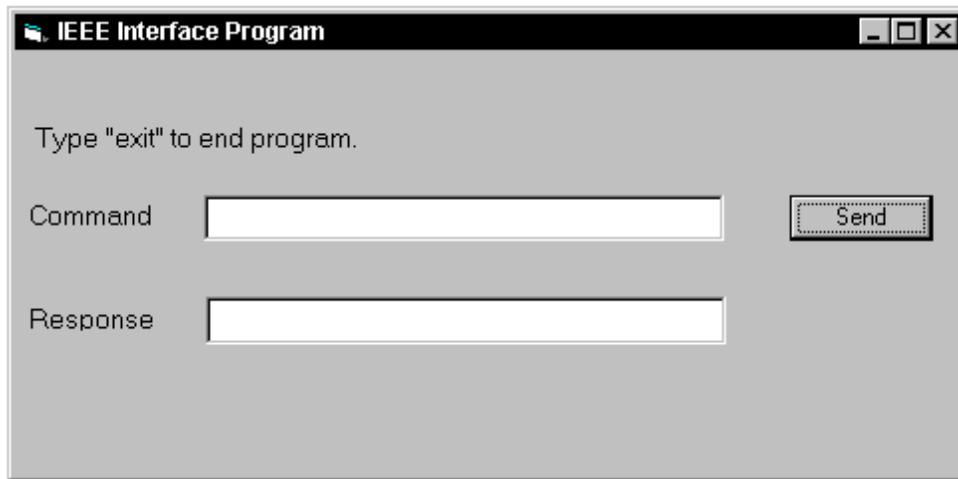 IEEE Interface Program
Type "exit" to end program.
Command
Send
Response